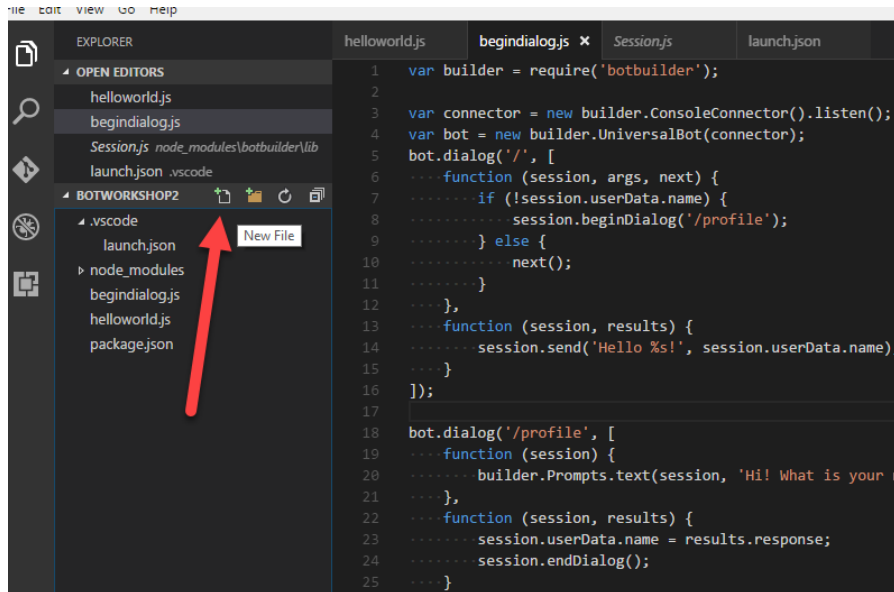 File Edit View Go Help
EXPLORER
OPEN EDITORS
helloworld.js
begindialog.js
Session.js node_modules\botbuilder\lib
launch.json .vscode
BOTWORKSHOP2
New File
.vscode
launch.json
node_modules
begindialog.js
helloworld.js
package.json
helloworld.js begindialog.js × Session.js launch.json
1 var builder = require('botbuilder');
2
3 var connector = new builder.ConsoleConnector().listen();
4 var bot = new builder.UniversalBot(connector);
5 bot.dialog('/', [
6 ····function (session, args, next) {
7 ········if (!session.userData.name) {
8 ············session.beginDialog('/profile');
9 ········} else {
10 ············next();
11 ········}
12 ····},
13 ····function (session, results) {
14 ········session.send('Hello %s!', session.userData.name)
15 ····}
16 ]);
17
18 bot.dialog('/profile', [
19 ····function (session) {
20 ········builder.Prompts.text(session, 'Hi! What is your
21 ····},
22 ····function (session, results) {
23 ········session.userData.name = results.response;
24 ········session.endDialog();
25 ····}